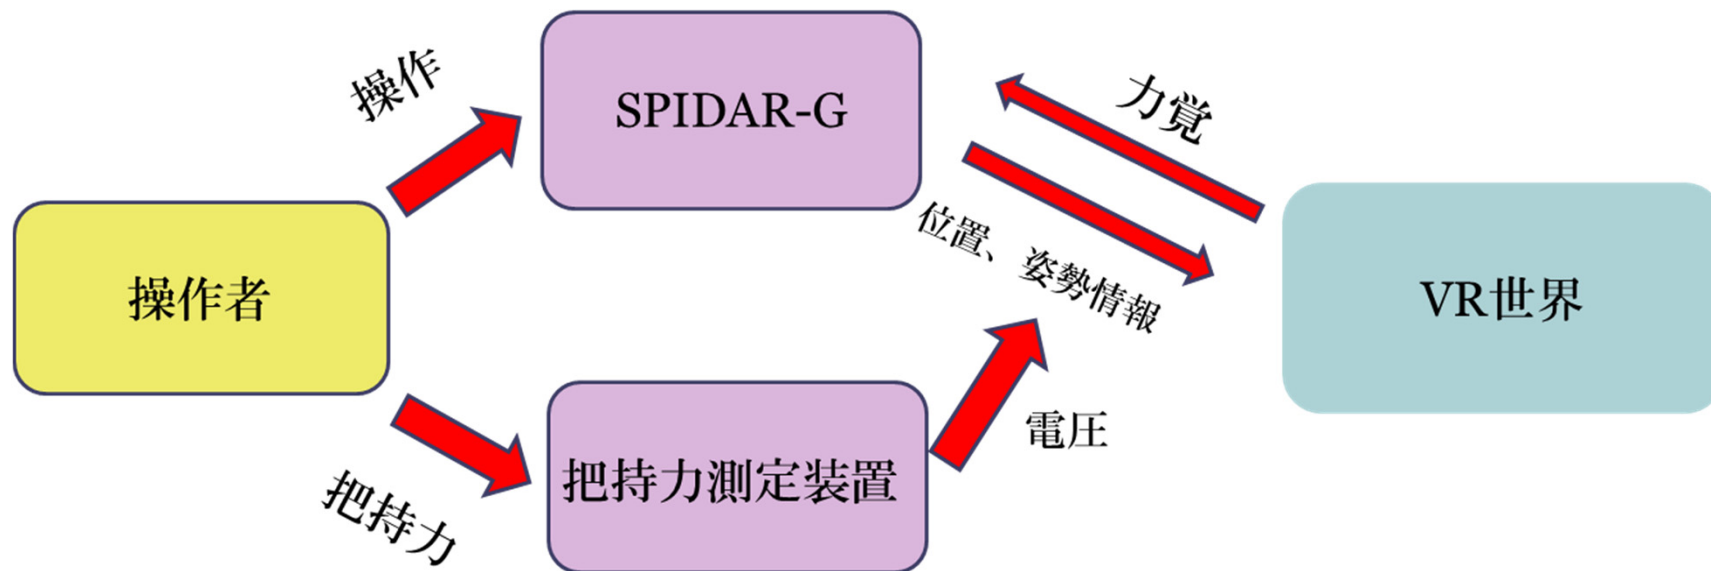 操作
SPIDAR-G
力覚
位置、姿勢情報
操作者
VR世界
電圧
把持力測定装置
把持力